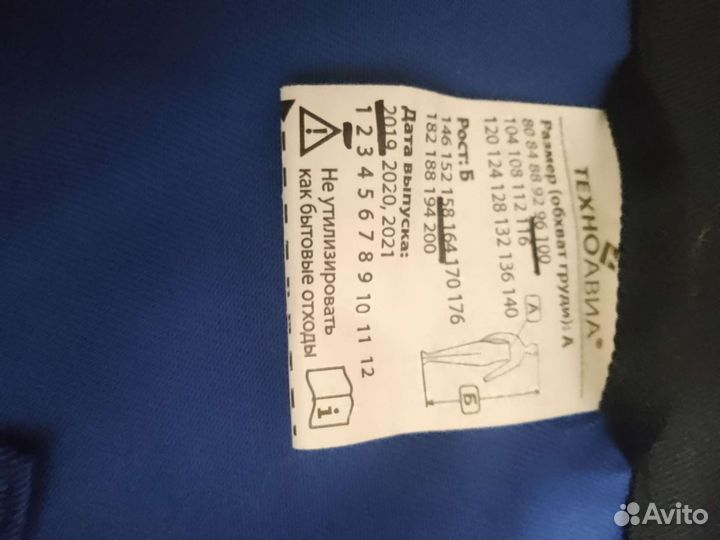 ТЕХНОАВИА®
Размер (обхват груди): А
80 84 88 92 96 100
104 108 112 116
120 124 128 132 136 140
Рост: Б
146 152 158 164 170 176
182 188 194 200
Дата выпуска:
2019, 2020, 2021
1 2 3 4 5 6 7 8 9 10 11 12
Не утилизировать
как бытовые отходы
А
Б
i
Avito